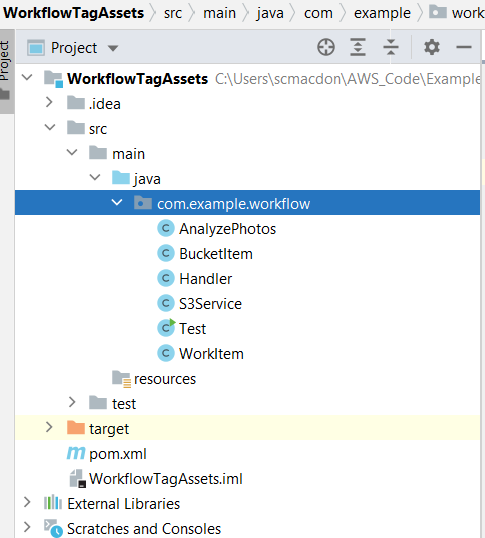 WorkflowTagAssets src main java com example work
Project
Project
WorkflowTagAssets C:\Users\scmacdon\AWS_Code\Example
.idea
src
main
java
com.example.workflow
AnalyzePhotos
BucketItem
Handler
S3Service
Test
WorkItem
resources
test
target
pom.xml
WorkflowTagAssets.iml
External Libraries
Scratches and Consoles